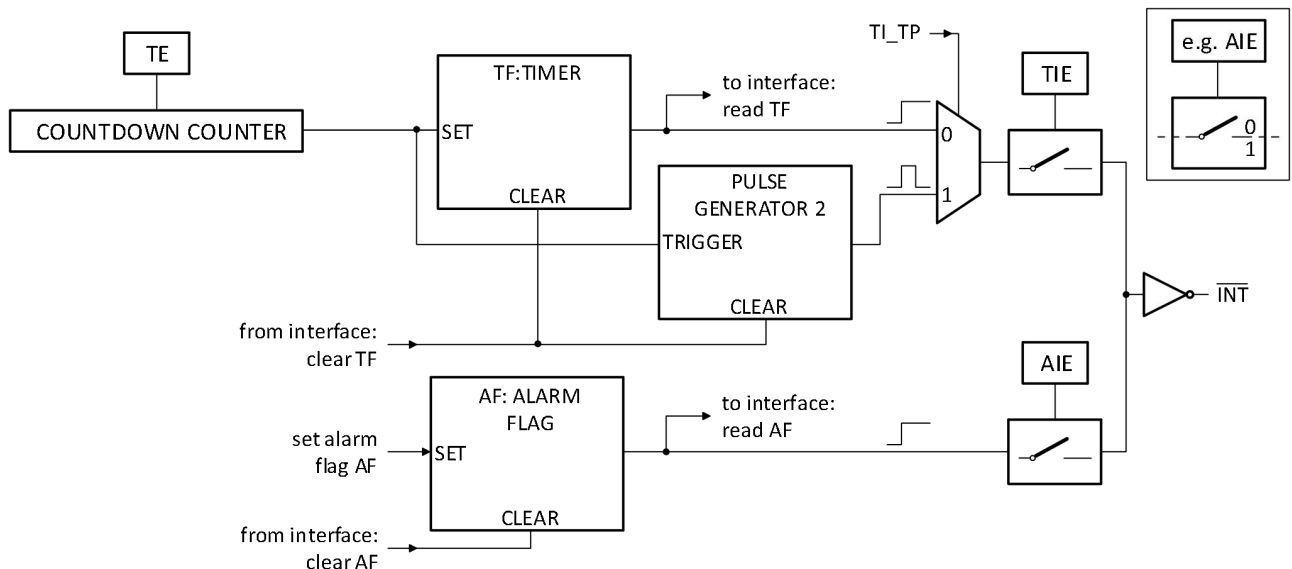 TE
COUNTDOWN COUNTER
TF:TIMER
SET
CLEAR
to interface:
read TF
TI_TP
0
1
PULSE
GENERATOR 2
TRIGGER
CLEAR
from interface:
clear TF
TIE
e.g. AIE
0
1
INT
AF: ALARM
FLAG
set alarm
flag AF
SET
CLEAR
from interface:
clear AF
to interface:
read AF
AIE